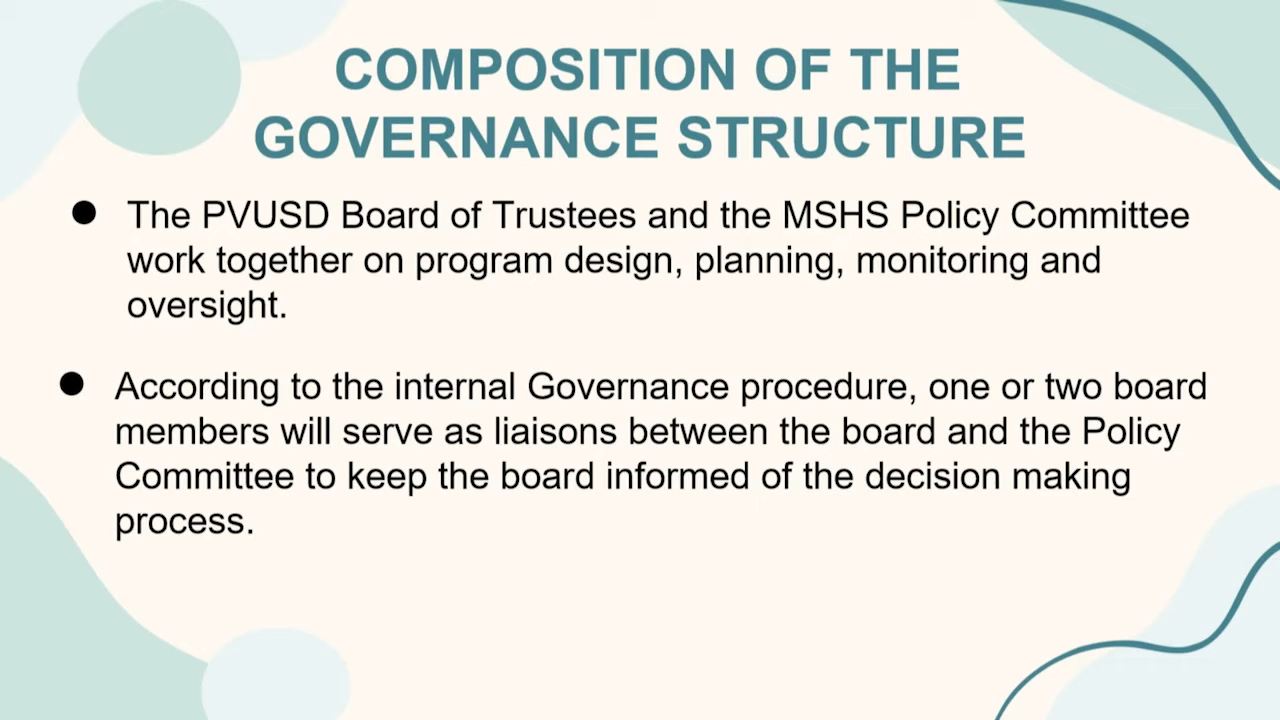 COMPOSITION OF THE
GOVERNANCE STRUCTURE
● The PVUSD Board of Trustees and the MSHS Policy Committee
work together on program design, planning, monitoring and
oversight.
● According to the internal Governance procedure, one or two board
members will serve as liaisons between the board and the Policy
Committee to keep the board informed of the decision making
process.